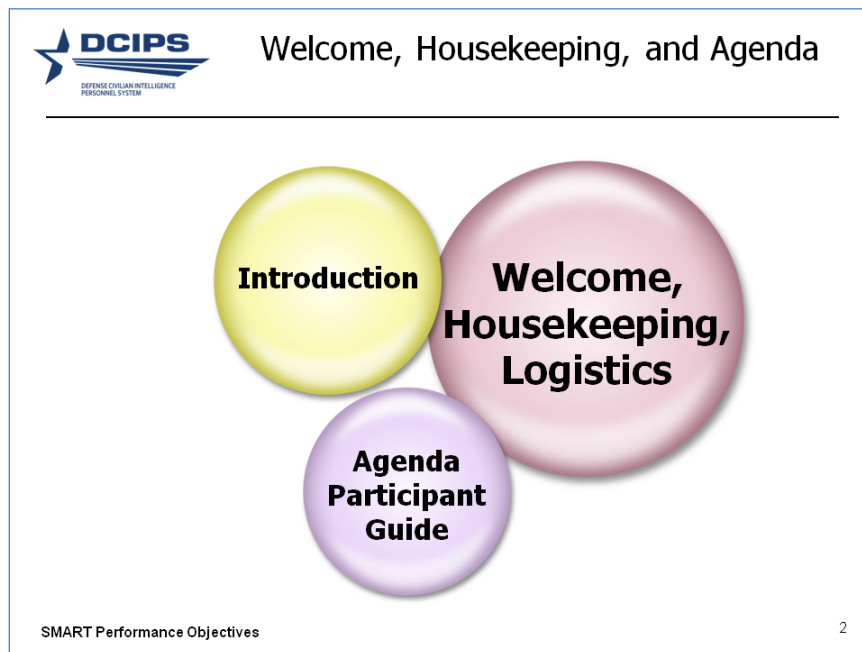 DCIPS
DEFENSE CIVILIAN INTELLIGENCE
PERSONNEL SYSTEM
Welcome, Housekeeping, and Agenda
Introduction
Welcome,
Housekeeping,
Logistics
Agenda
Participant
Guide
SMART Performance Objectives
2